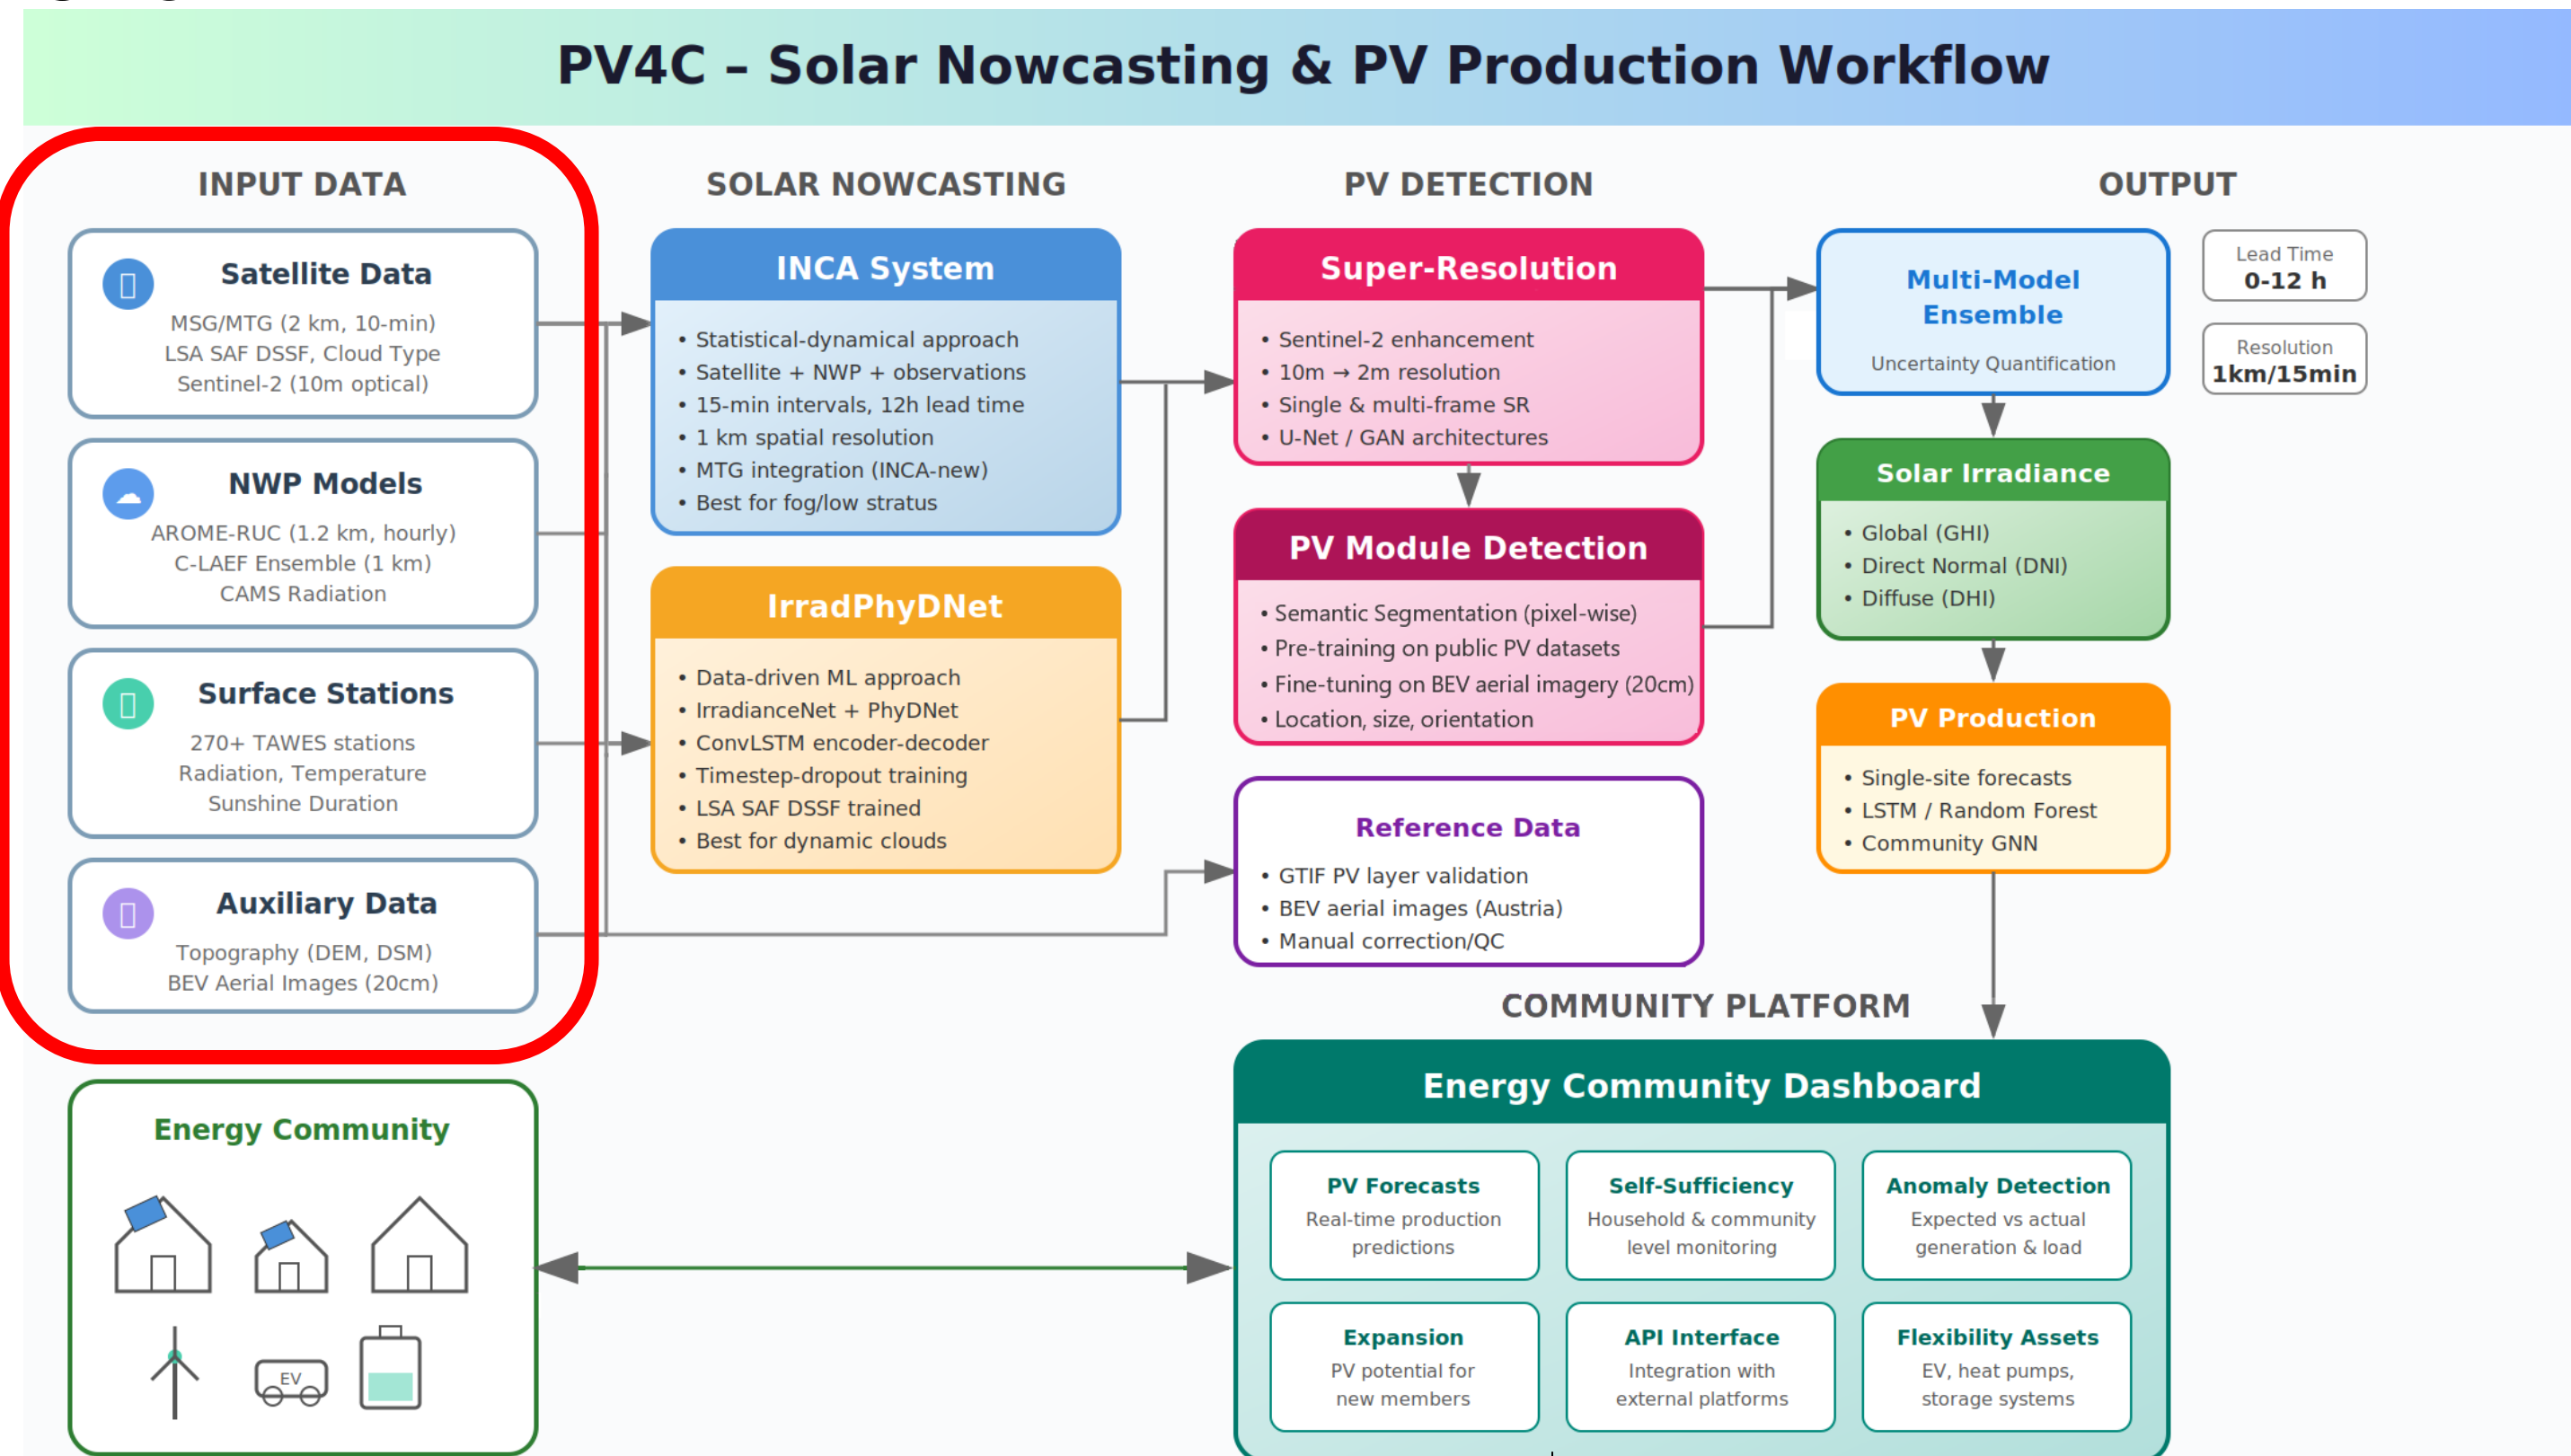 PV4C – Solar Nowcasting & PV Production Workflow
INPUT DATA
Satellite Data
MSG/MTG (2 km, 10-min)
LSA SAF DSSF, Cloud Type
Sentinel-2 (10m optical)
NWP Models
AROME-RUC (1.2 km, hourly)
C-LAEF Ensemble (1 km)
CAMS Radiation
Surface Stations
270+ TAWES stations
Radiation, Temperature
Sunshine Duration
Auxiliary Data
Topography (DEM, DSM)
BEV Aerial Images (20cm)
Energy Community
EV
SOLAR NOWCASTING
INCA System
• Statistical-dynamical approach
• Satellite + NWP + observations
• 15-min intervals, 12h lead time
• 1 km spatial resolution
• MTG integration (INCA-new)
• Best for fog/low stratus
IrradPhyDNet
• Data-driven ML approach
• IrradianceNet + PhyDNet
• ConvLSTM encoder-decoder
• Timestep-dropout training
• LSA SAF DSSF trained
• Best for dynamic clouds
PV DETECTION
Super-Resolution
• Sentinel-2 enhancement
• 10m → 2m resolution
• Single & multi-frame SR
• U-Net / GAN architectures
PV Module Detection
• Semantic Segmentation (pixel-wise)
• Pre-training on public PV datasets
• Fine-tuning on BEV aerial imagery (20cm)
• Location, size, orientation
Reference Data
• GTIF PV layer validation
• BEV aerial images (Austria)
• Manual correction/QC
OUTPUT
Multi-Model
Ensemble
Uncertainty Quantification
Lead Time
0-12 h
Resolution
1km/15min
Solar Irradiance
• Global (GHI)
• Direct Normal (DNI)
• Diffuse (DHI)
PV Production
• Single-site forecasts
• LSTM / Random Forest
• Community GNN
COMMUNITY PLATFORM
Energy Community Dashboard
PV Forecasts
Real-time production
predictions
Self-Sufficiency
Household & community
level monitoring
Anomaly Detection
Expected vs actual
generation & load
Expansion
PV potential for
new members
API Interface
Integration with
external platforms
Flexibility Assets
EV, heat pumps,
storage systems